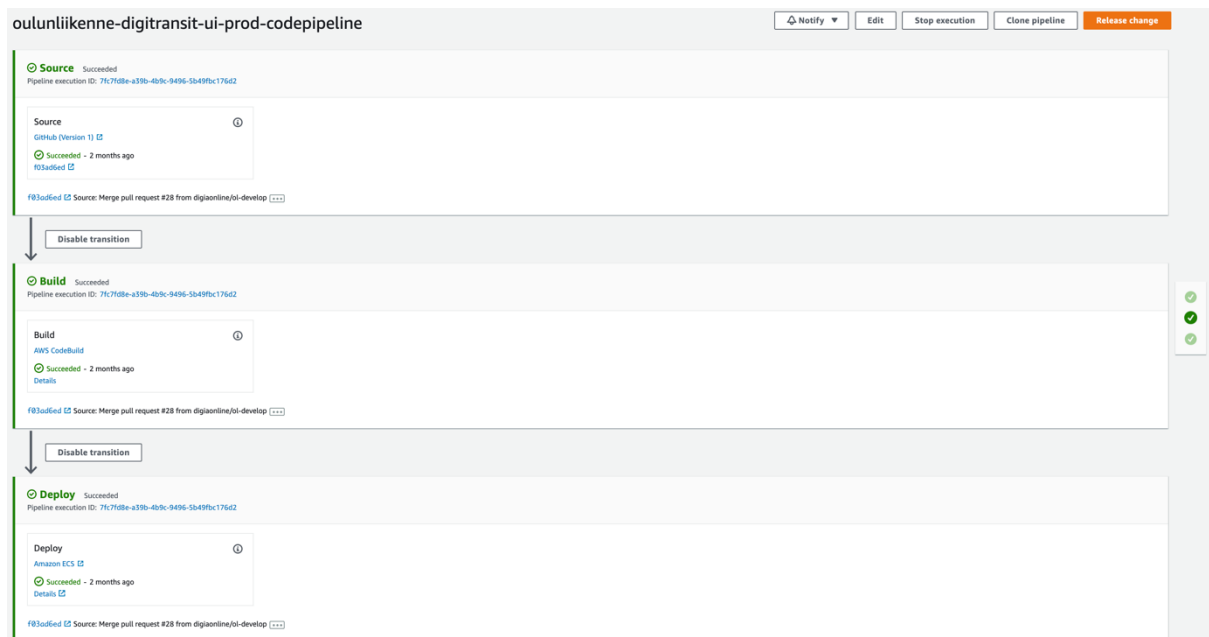 oulunliikenne-digitransit-ui-prod-codepipeline
Notify ▼ Edit Stop execution Clone pipeline Release change
Source Succeeded
Pipeline execution ID: 7fc7fd8e-a39b-4b9c-9496-5b49fbc176d2
Source
GitHub (Version 1)
Succeeded - 2 months ago
f03ad6ed
f03ad6ed Source: Merge pull request #28 from digiaonline/ol-develop
Disable transition
Build Succeeded
Pipeline execution ID: 7fc7fd8e-a39b-4b9c-9496-5b49fbc176d2
Build
AWS CodeBuild
Succeeded - 2 months ago
Details
f03ad6ed Source: Merge pull request #28 from digiaonline/ol-develop
Disable transition
Deploy Succeeded
Pipeline execution ID: 7fc7fd8e-a39b-4b9c-9496-5b49fbc176d2
Deploy
Amazon ECS
Succeeded - 2 months ago
Details
f03ad6ed Source: Merge pull request #28 from digiaonline/ol-develop